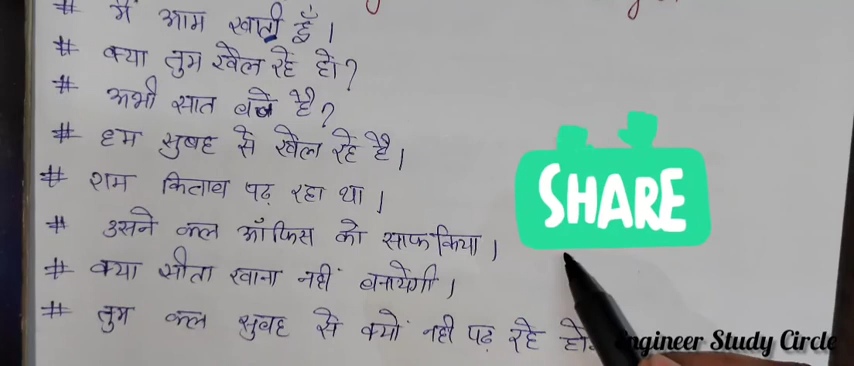 # मैं आम खाती हूँ।
# क्या तुम खेल रहे हो?
# अभी सात बजे है?
# हम सुबह से खेल रहे है।
# राम किताब पढ़ रहा था।
# उसने कल ऑफिस को साफ किया।
# क्या सीता खाना नहीं बनायेगी।
# तुम कल सुबह से क्यों नही पढ़ रहे हो
SHARE
Engineer Study Circle